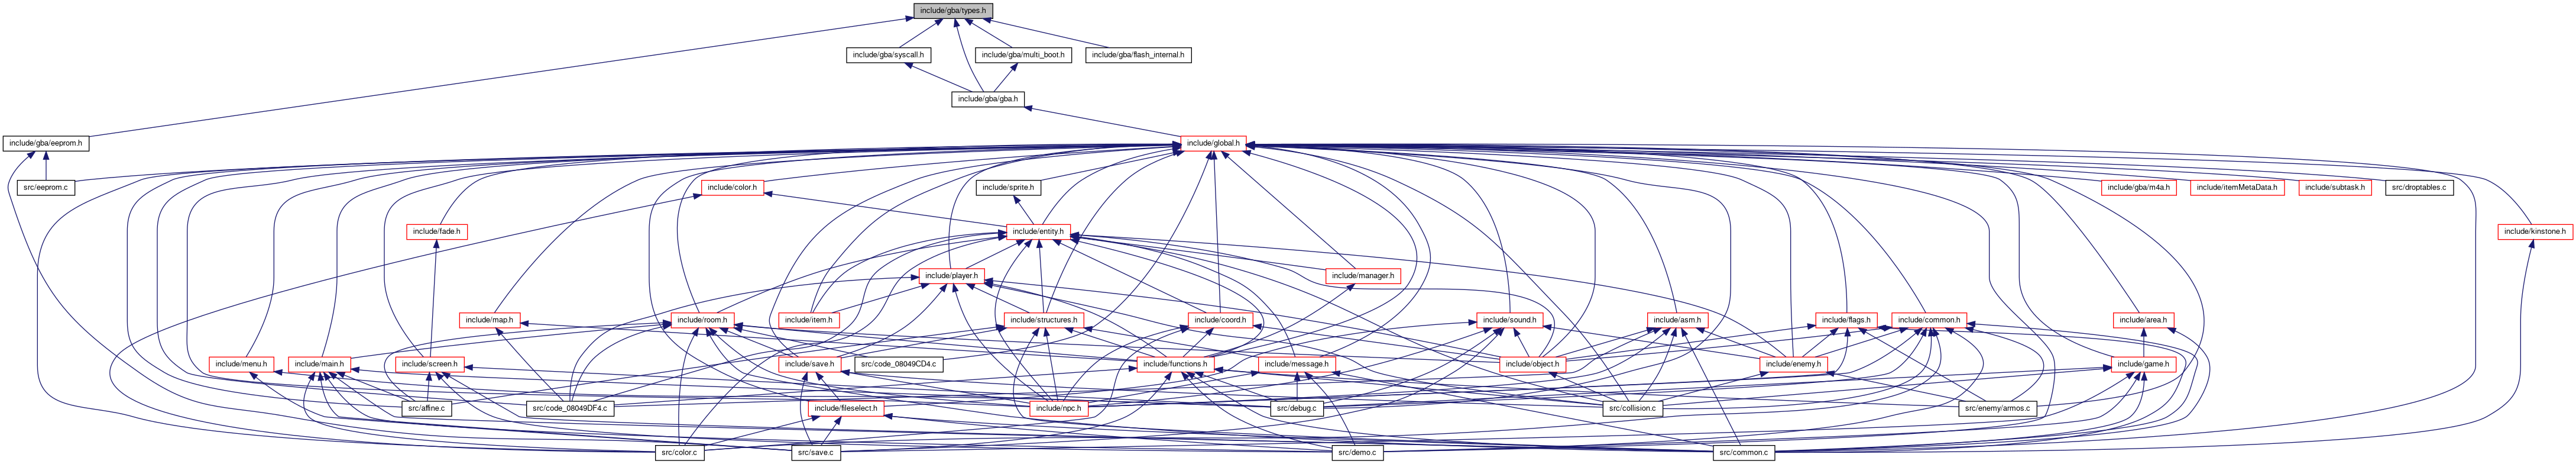 include/gba/types.h
include/gba/syscall.h
include/gba/multi_boot.h
include/gba/flash_internal.h
include/gba/gba.h
include/gba/eeprom.h
include/global.h
src/eeprom.c
include/color.h
include/sprite.h
include/gba/m4a.h
include/itemMetaData.h
include/subtask.h
src/droptables.c
include/fade.h
include/entity.h
include/kinstone.h
include/player.h
include/manager.h
include/map.h
include/room.h
include/item.h
include/structures.h
include/coord.h
include/sound.h
include/asm.h
include/flags.h
include/common.h
include/area.h
include/menu.h
include/main.h
include/screen.h
include/save.h
src/code_08049CD4.c
include/functions.h
include/message.h
include/object.h
include/enemy.h
include/game.h
src/affine.c
src/code_08049DF4.c
include/fileselect.h
include/npc.h
src/debug.c
src/collision.c
src/enemy/armos.c
src/color.c
src/save.c
src/demo.c
src/common.c